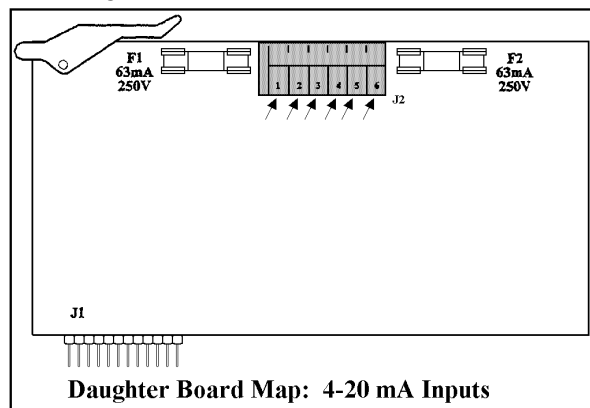 F1
63mA
250V
F2
63mA
250V
1 2 3 4 5 6
J2
J1
Daughter Board Map: 4-20 mA Inputs